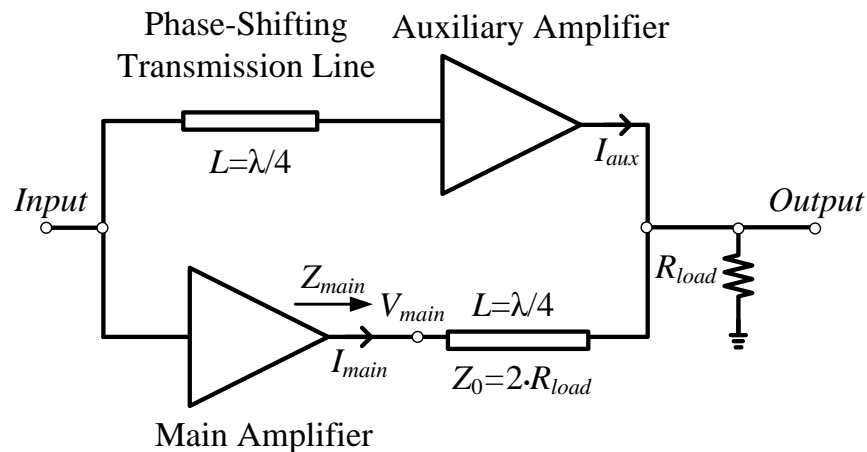 Phase-Shifting
Transmission Line
Auxiliary Amplifier
L=λ/4
I_aux
Input
Output
R_load
Z_main
V_main
L=λ/4
I_main
Z_0=2·R_load
Main Amplifier